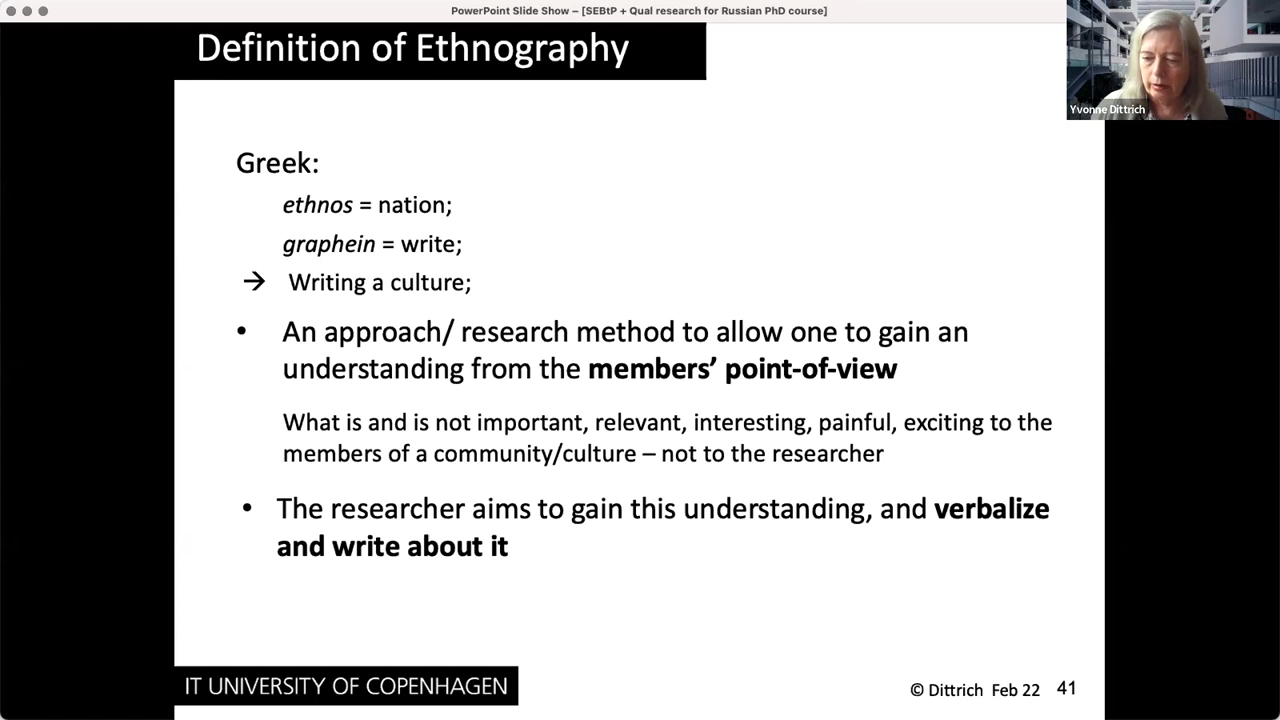 PowerPoint Slide Show – [SEBtP + Qual research for Russian PhD course]
Definition of Ethnography
Yvonne Dittrich
Greek:
ethnos = nation;
graphein = write;
→ Writing a culture;
• An approach/ research method to allow one to gain an
understanding from the members’ point-of-view
What is and is not important, relevant, interesting, painful, exciting to the
members of a community/culture – not to the researcher
• The researcher aims to gain this understanding, and verbalize
and write about it
IT UNIVERSITY OF COPENHAGEN
© Dittrich Feb 22 41